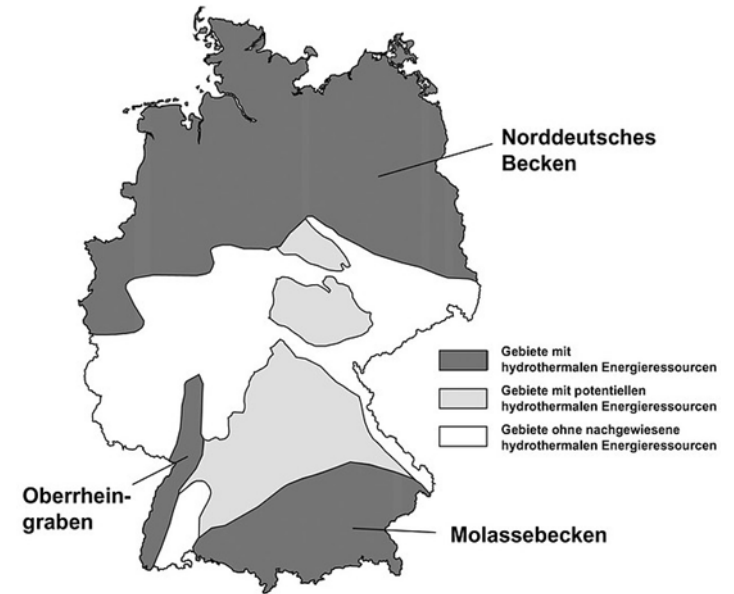 Norddeutsches
Becken
Gebiete mit
hydrothermalen Energieressourcen
Gebiete mit potentiellen
hydrothermalen Energieressourcen
Gebiete ohne nachgewiesene
hydrothermalen Energieressourcen
Oberrhein-
graben
Molassebecken